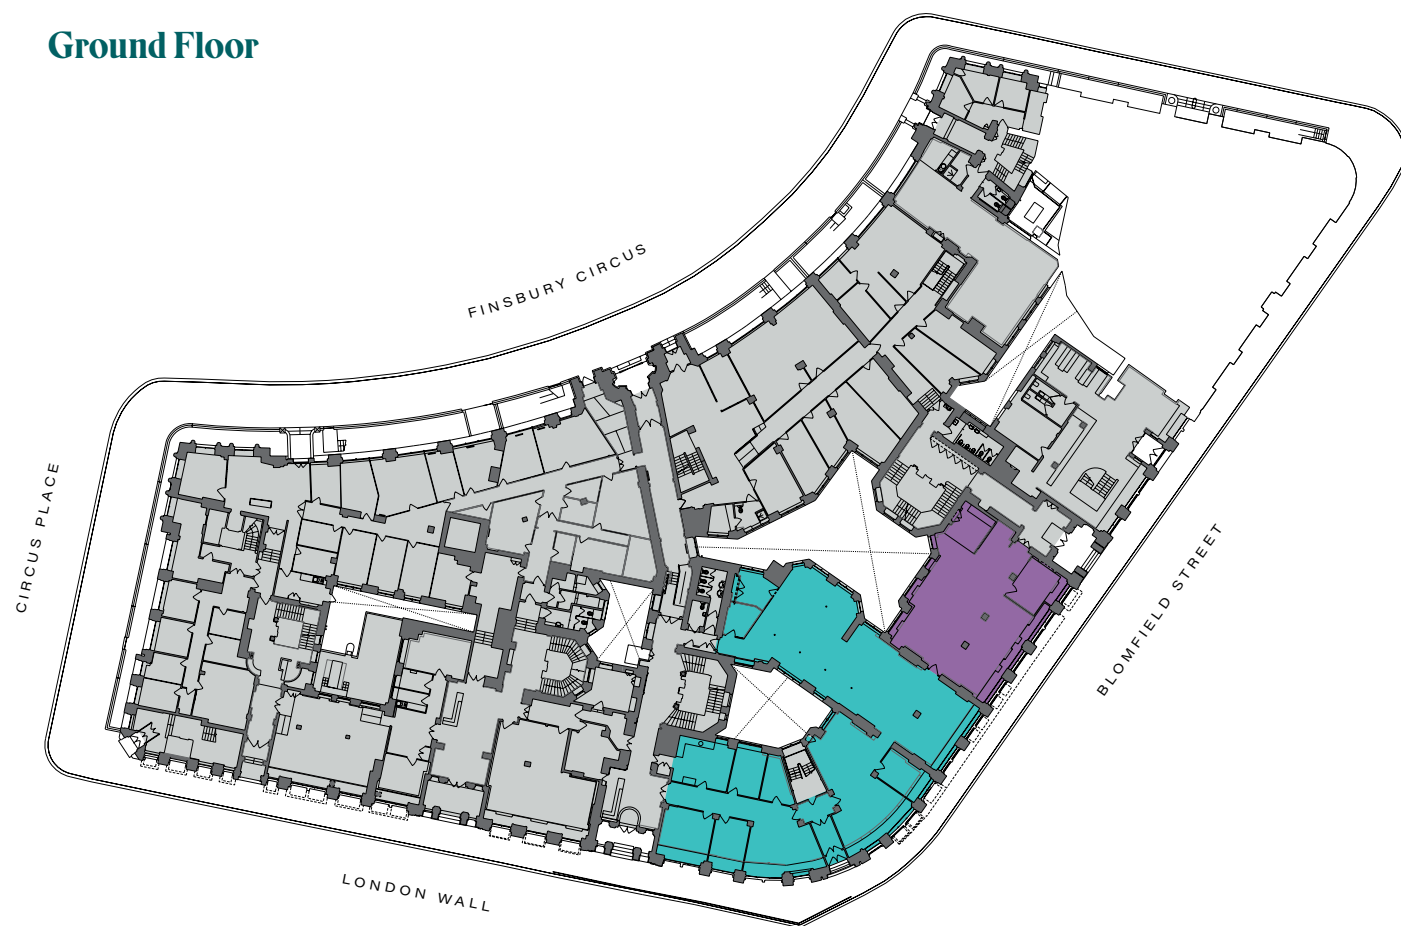 Ground Floor
FINSBURY CIRCUS
CIRCUS PLACE
BLOMFIELD STREET
LONDON WALL